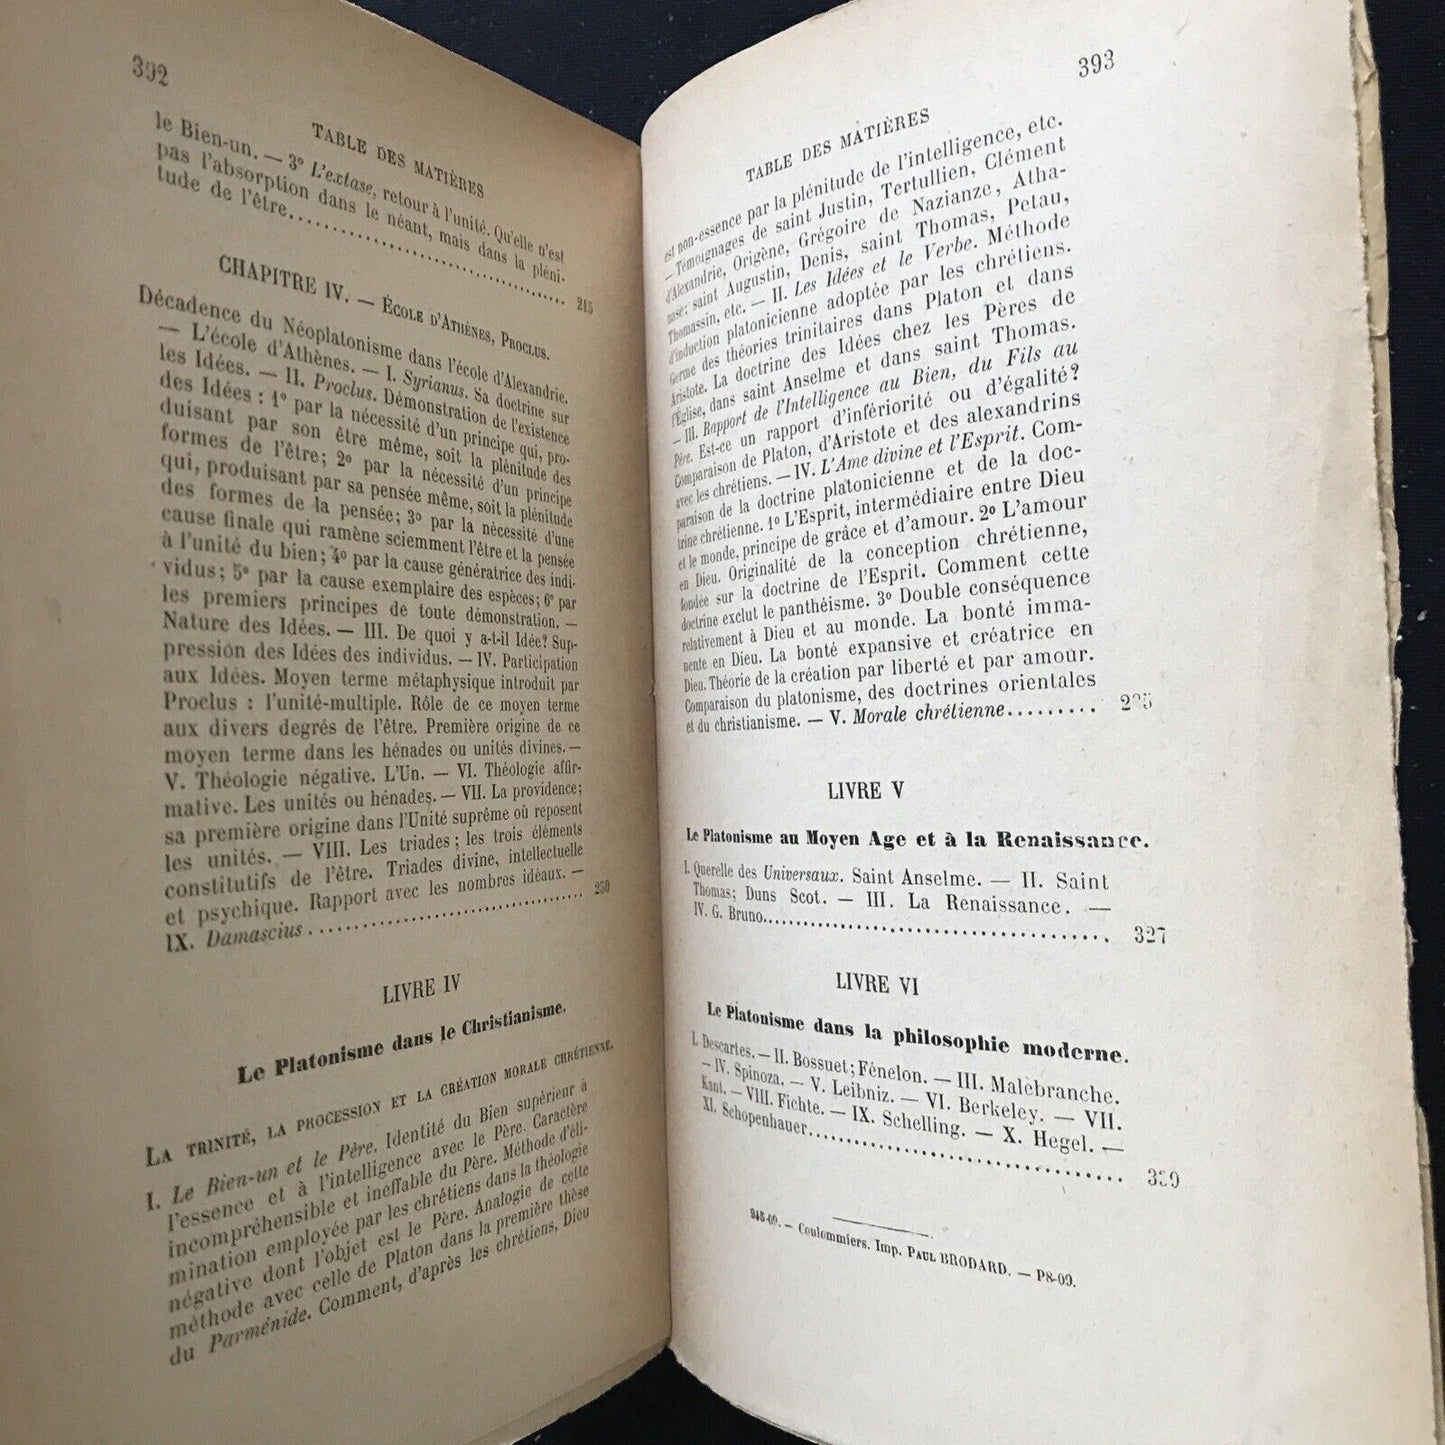 392
TABLE DES MATIÈRES
le Bien-un. — 3° L'extase, retour à l'unité. Qu'elle n'est
pas l'absorption dans le néant, mais dans la pléni-
tude de l'être........................ 215
CHAPITRE IV. — ÉCOLE D'ATHÈNES, PROCLUS.
Décadence du Néoplatonisme dans l'école d'Alexandrie.
— L'école d'Athènes. — I. Syrianus. Sa doctrine sur
les Idées. — II. Proclus. Démonstration de l'existence
des Idées : 1° par la nécessité d'un principe qui, pro-
duisant par son être même, soit la plénitude des
formes de l'être; 2° par la nécessité d'un principe
qui, produisant par sa pensée même, soit la plénitude
des formes de la pensée; 3° par la nécessité d'une
cause finale qui ramène sciemment l'être et la pensée
à l'unité du bien; 4° par la cause génératrice des indi-
vidus; 5° par la cause exemplaire des espèces; 6° par
les premiers principes de toute démonstration. —
Nature des Idées. — III. De quoi y a-t-il Idée? Sup-
pression des Idées des individus. — IV. Participation
aux Idées. Moyen terme métaphysique introduit par
Proclus : l'unité-multiple. Rôle de ce moyen terme
aux divers degrés de l'être. Première origine de ce
moyen terme dans les hénades ou unités divines. —
V. Théologie négative. L'Un. — VI. Théologie affir-
mative. Les unités ou hénades. — VII. La providence;
sa première origine dans l'Unité suprême où reposent
les unités. — VIII. Les triades; les trois éléments
constitutifs de l'être. Triades divine, intellectuelle
et psychique. Rapport avec les nombres idéaux. —
IX. Damascius ........................ 250
LIVRE IV
Le Platonisme dans le Christianisme.
LA TRINITÉ, LA PROCESSION ET LA CRÉATION MORALE CHRÉTIENNE.
I. Le Bien-un et le Père. Identité du Bien supérieur à
l'essence et à l'intelligence avec le Père. Caractère
incompréhensible et ineffable du Père. Méthode d'éli-
mination employée par les chrétiens dans la théologie
négative dont l'objet est le Père. Analogie de cette
méthode avec celle de Platon dans la première thèse
du Parménide. Comment, d'après les chrétiens, Dieu
393
TABLE DES MATIÈRES
est non-essence par la plénitude de l'intelligence, etc.
— Témoignages de saint Justin, Tertullien, Clément
d'Alexandrie, Origène, Grégoire de Nazianze, Atha-
nase; saint Augustin, Denis, saint Thomas, Petau,
Thomassin, etc. — II. Les Idées et le Verbe. Méthode
d'induction platonicienne adoptée par les chrétiens.
Germe des théories trinitaires dans Platon et dans
Aristote. La doctrine des Idées chez les Pères de
l'Église, dans saint Anselme et dans saint Thomas.
— III. Rapport de l'Intelligence au Bien, du Fils au
Père. Est-ce un rapport d'infériorité ou d'égalité?
Comparaison de Platon, d'Aristote et des alexandrins
avec les chrétiens. — IV. L'Ame divine et l'Esprit. Com-
paraison de la doctrine platonicienne et de la doc-
trine chrétienne. 1° L'Esprit, intermédiaire entre Dieu
et le monde, principe de grâce et d'amour. 2° L'amour
en Dieu. Originalité de la conception chrétienne,
fondée sur la doctrine de l'Esprit. Comment cette
doctrine exclut le panthéisme. 3° Double conséquence
relativement à Dieu et au monde. La bonté imma-
nente en Dieu. La bonté expansive et créatrice en
Dieu. Théorie de la création par liberté et par amour.
Comparaison du platonisme, des doctrines orientales
et du christianisme. — V. Morale chrétienne.........
LIVRE V
Le Platonisme au Moyen Age et à la Renaissance.
I. Querelle des Universaux. Saint Anselme. — II. Saint
Thomas; Duns Scot. — III. La Renaissance. —
IV. G. Bruno........................ 327
LIVRE VI
Le Platonisme dans la philosophie moderne.
I. Descartes. — II. Bossuet; Fénelon. — III. Malebranche.
— IV. Spinoza. — V. Leibniz. — VI. Berkeley. — VII.
Kant. — VIII. Fichte. — IX. Schelling. — X. Hegel. —
XI. Schopenhauer........................
945-09. — Coulommiers. Imp. PAUL BRODARD. — P8-09.